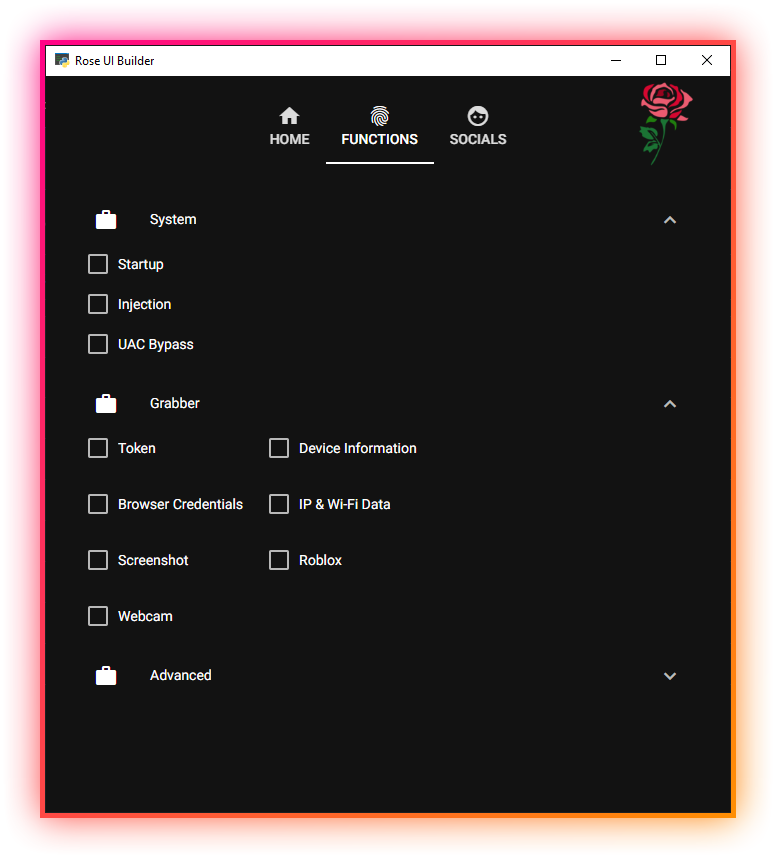 Rose UI Builder
HOME FUNCTIONS SOCIALS
System
Startup
Injection
UAC Bypass
Grabber
Token Device Information
Browser Credentials IP & Wi-Fi Data
Screenshot Roblox
Webcam
Advanced